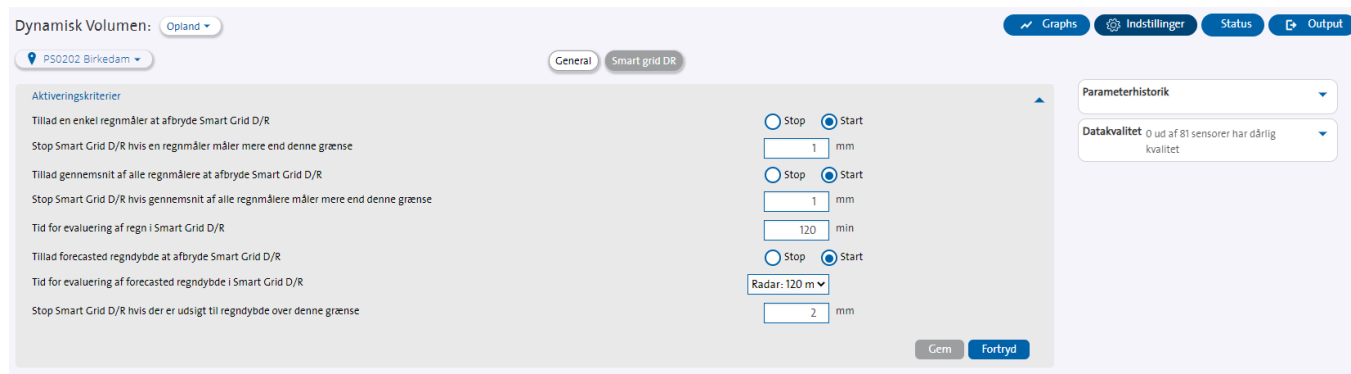 Dynamisk Volumen: Opland
Graphs Indstillinger Status Output
PS0202 Birkedam
General Smart grid DR
Aktiveringskriterier
Tillad en enkel regnmåler at afbryde Smart Grid D/R Stop Start
Stop Smart Grid D/R hvis en regnmåler måler mere end denne grænse 1 mm
Tillad gennemsnit af alle regnmålere at afbryde Smart Grid D/R Stop Start
Stop Smart Grid D/R hvis gennemsnit af alle regnmålere måler mere end denne grænse 1 mm
Tid for evaluering af regn i Smart Grid D/R 120 min
Tillad forecasted regndybde at afbryde Smart Grid D/R Stop Start
Tid for evaluering af forecasted regndybde i Smart Grid D/R Radar: 120 m
Stop Smart Grid D/R hvis der er udsigt til regndybde over denne grænse 2 mm
Gem Fortryd
Parameterhistorik
Datakvalitet 0 ud af 81 sensorer har dårlig
kvalitet